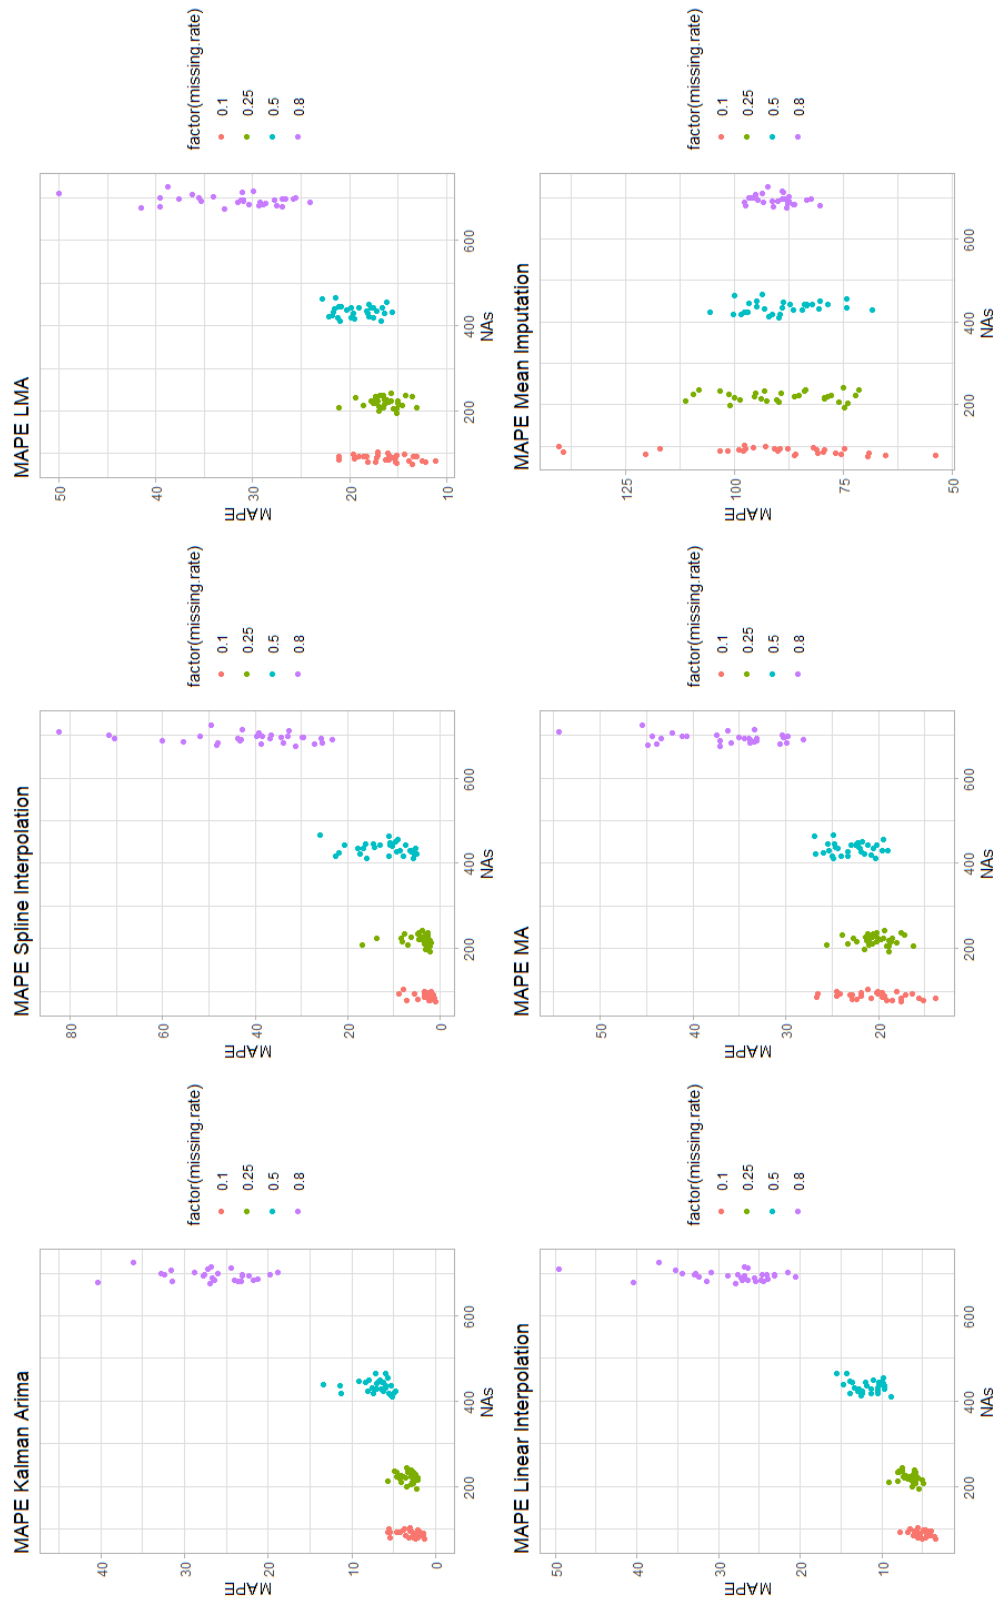 MAPE Kalman Arima
MAPE
40
30
20
10
0
200
400
600
NAs
factor(missing.rate)
0.1
0.25
0.5
0.8
MAPE Spline Interpolation
MAPE
80
60
40
20
0
200
400
600
NAs
factor(missing.rate)
0.1
0.25
0.5
0.8
MAPE LMA
MAPE
50
40
30
20
10
200
400
600
NAs
factor(missing.rate)
0.1
0.25
0.5
0.8
MAPE Linear Interpolation
MAPE
50
40
30
20
10
200
400
600
NAs
factor(missing.rate)
0.1
0.25
0.5
0.8
MAPE MA
MAPE
50
40
30
20
200
400
600
NAs
factor(missing.rate)
0.1
0.25
0.5
0.8
MAPE Mean Imputation
MAPE
125
100
75
50
200
400
600
NAs
factor(missing.rate)
0.1
0.25
0.5
0.8